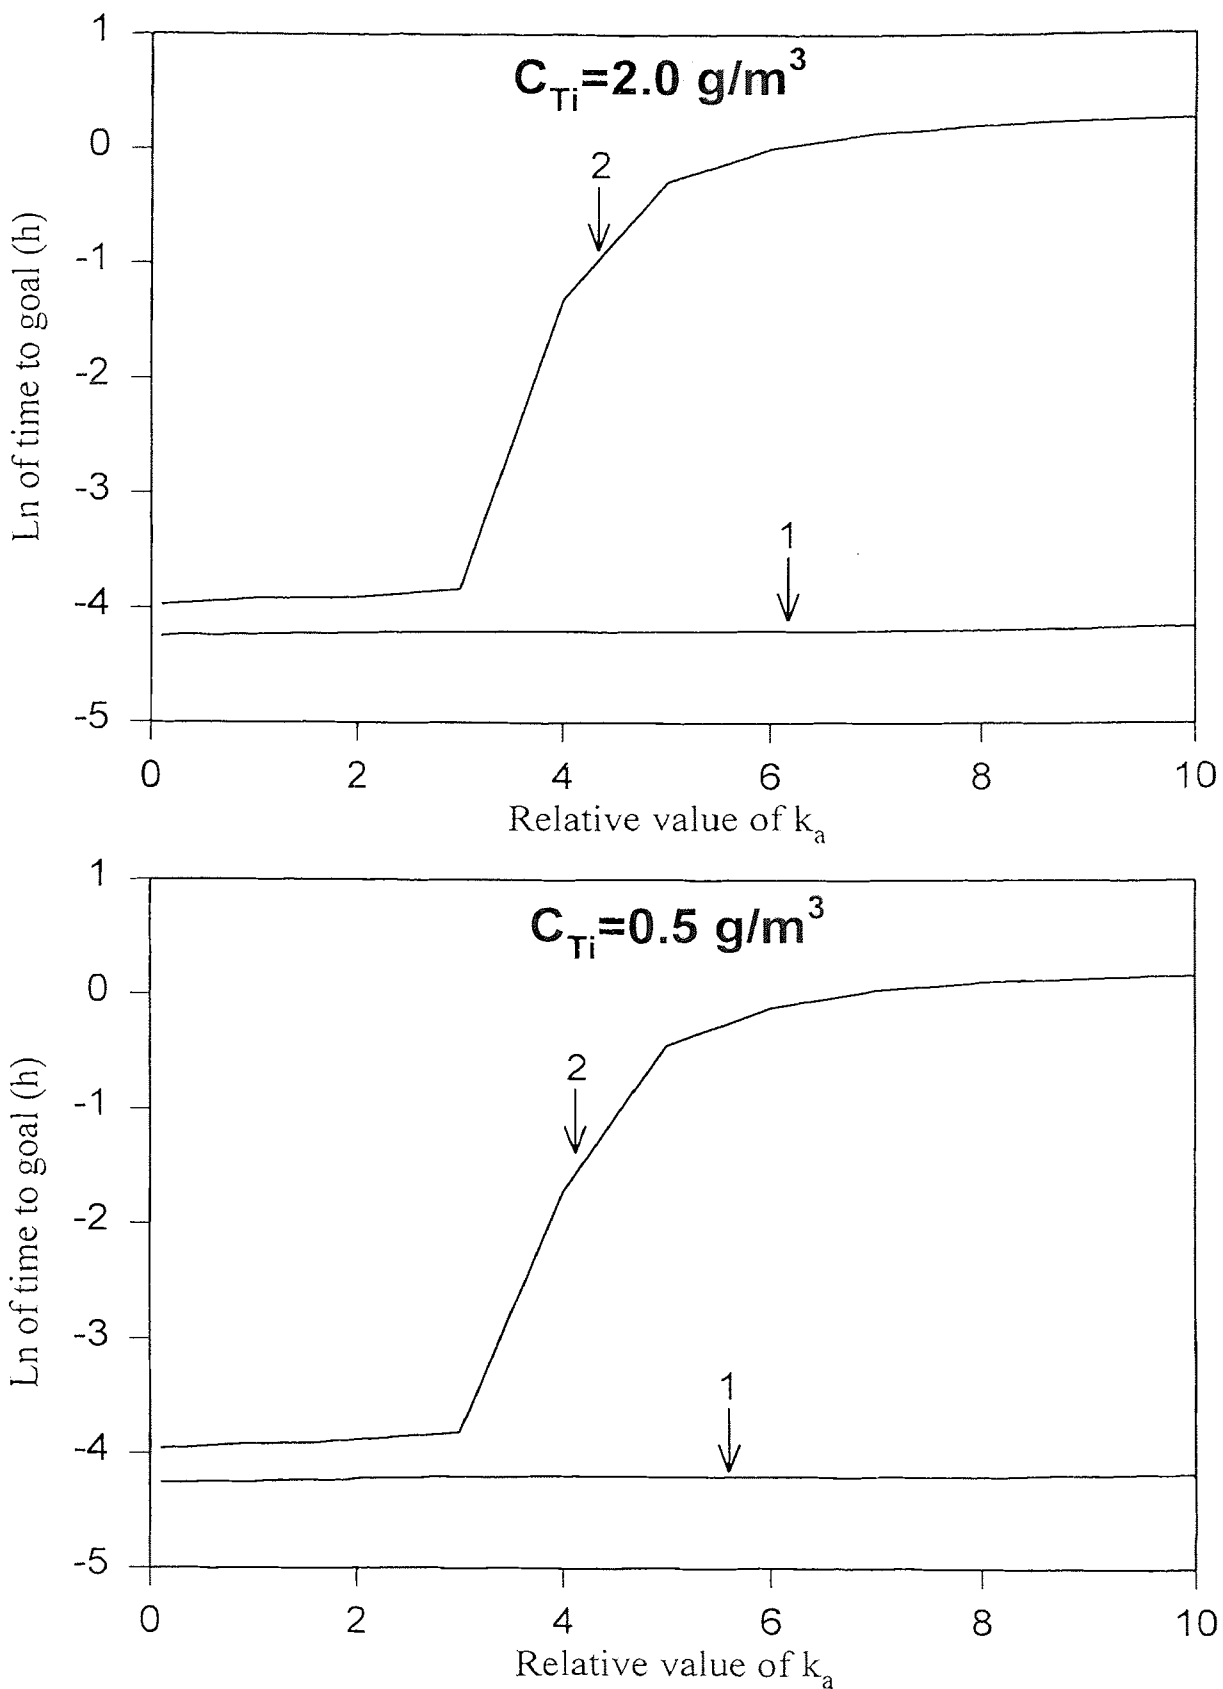 C_Ti=2.0 g/m³
1
0
-1
-2
-3
-4
-5
Ln of time to goal (h)
2
1
0 2 4 6 8 10
Relative value of k_a
C_Ti=0.5 g/m³
1
0
-1
-2
-3
-4
-5
Ln of time to goal (h)
2
1
0 2 4 6 8 10
Relative value of k_a